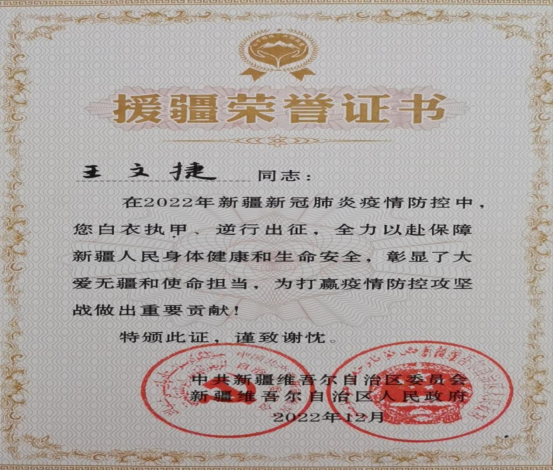 援疆荣誉证书
王文捷 同志：
在2022年新疆新冠肺炎疫情防控中，
您白衣执甲、逆行出征，全力以赴保障
新疆人民身体健康和生命安全，彰显了大
爱无疆和使命担当，为打赢疫情防控攻坚
战做出重要贡献！
特颁此证，谨致谢忱。
中共新疆维吾尔自治区委员会
新疆维吾尔自治区人民政府
2022年12月